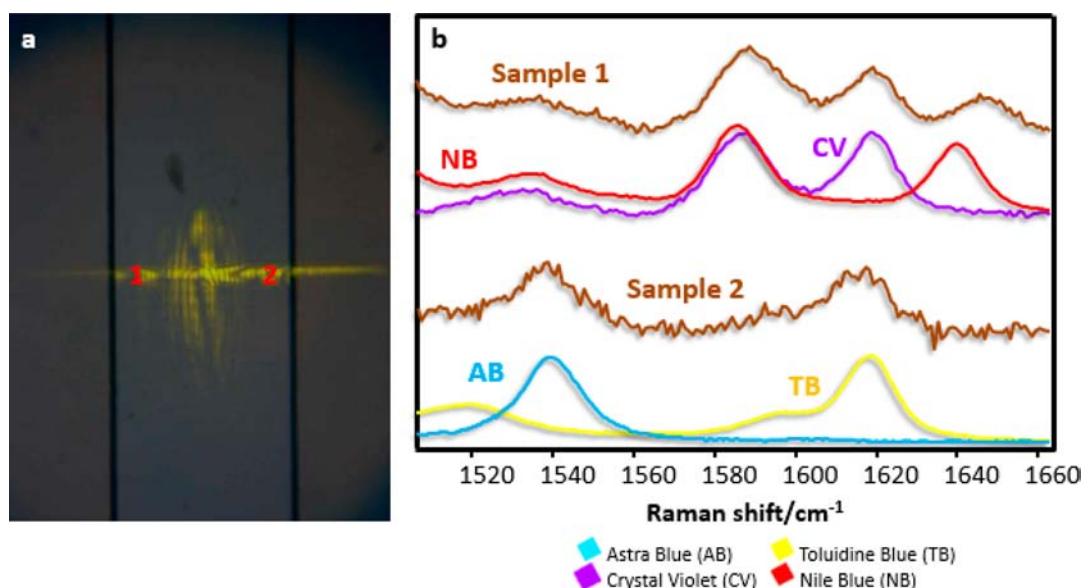 a
1
2
b
Sample 1
NB
CV
Sample 2
AB
TB
1520 1540 1560 1580 1600 1620 1640 1660
Raman shift/cm⁻¹
Astra Blue (AB) Toluidine Blue (TB)
Crystal Violet (CV) Nile Blue (NB)